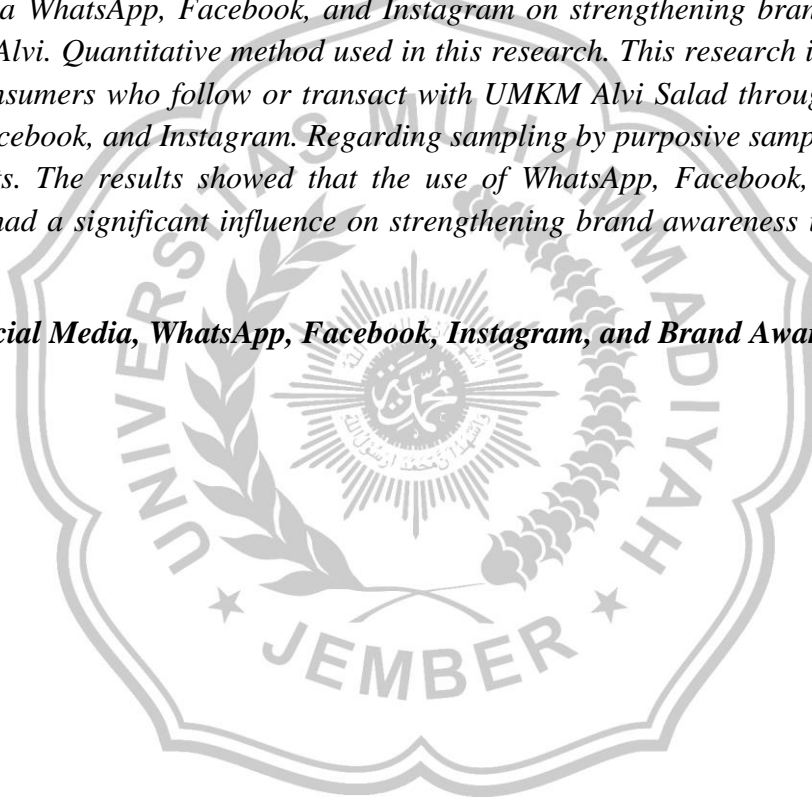 a WhatsApp, Facebook, and Instagram on strengthening bran
Alvi. Quantitative method used in this research. This research i
nsumers who follow or transact with UMKM Alvi Salad throug
cebook, and Instagram. Regarding sampling by purposive samp
ts. The results showed that the use of WhatsApp, Facebook,
had a significant influence on strengthening brand awareness i
cial Media, WhatsApp, Facebook, Instagram, and Brand Awar
UNIVERSITAS MUHAMMADIYAH
JEMBER